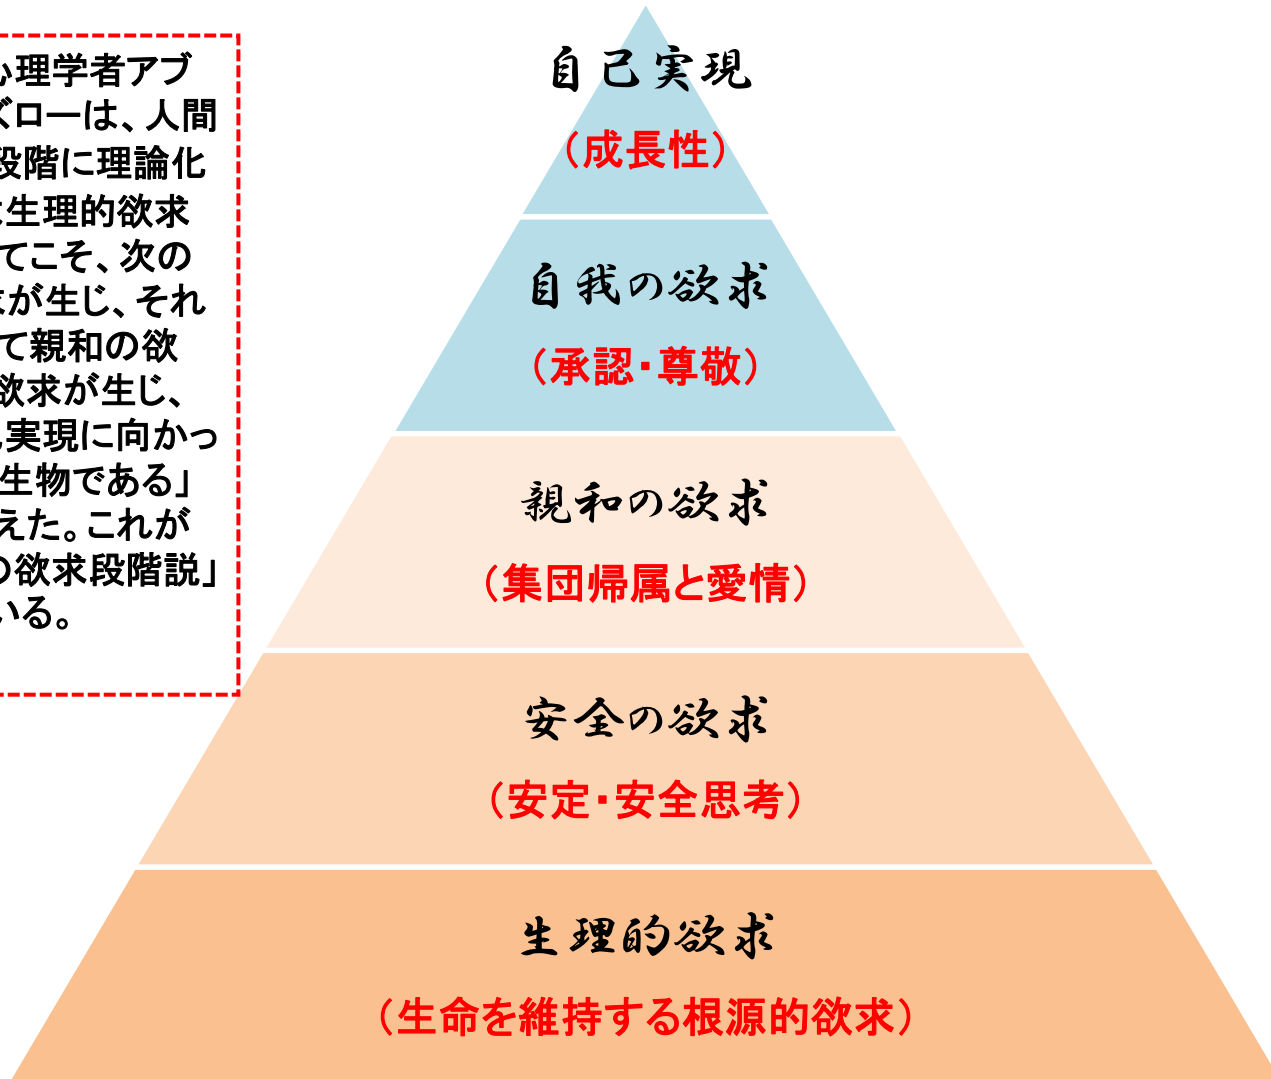 心理学者アブ
ズローは、人間
段階に理論化
は生理的欲求
てこそ、次の
求が生じ、それ
て親和の欲
欲求が生じ、
己実現に向かっ
生物である」
えた。これが
の欲求段階説」
いる。
自己実現
（成長性）
自我の欲求
（承認・尊敬）
親和の欲求
（集団帰属と愛情）
安全の欲求
（安定・安全思考）
生理的欲求
（生命を維持する根源的欲求）